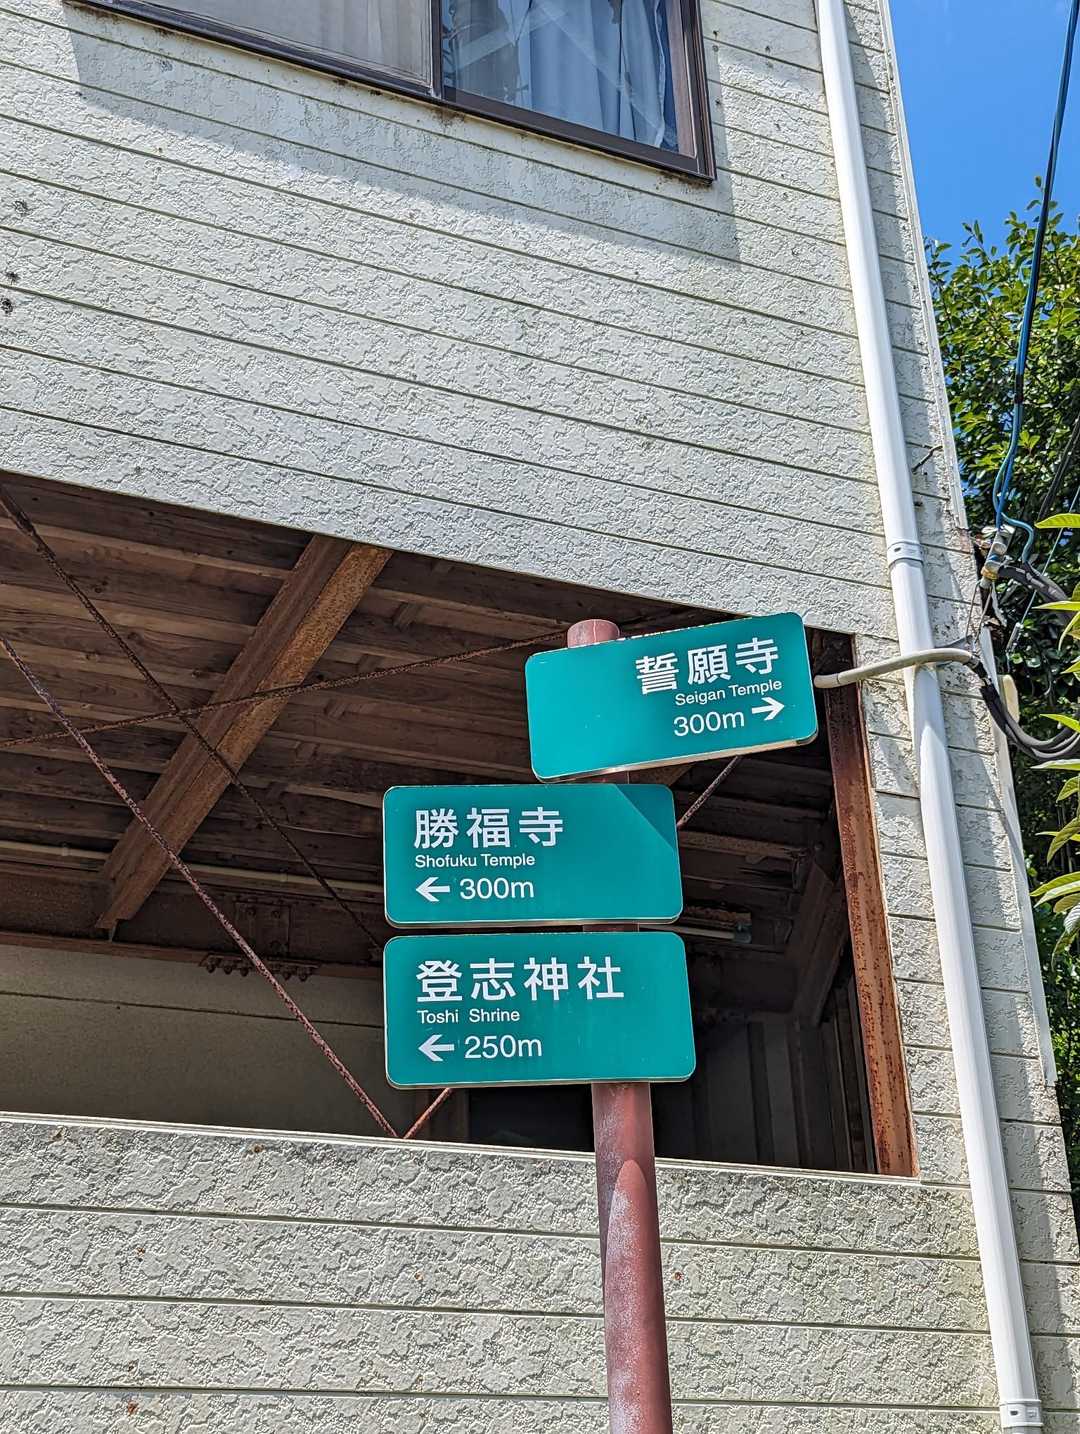 誓願寺
Seigan Temple
300m →
勝福寺
Shofuku Temple
← 300m
登志神社
Toshi Shrine
← 250m